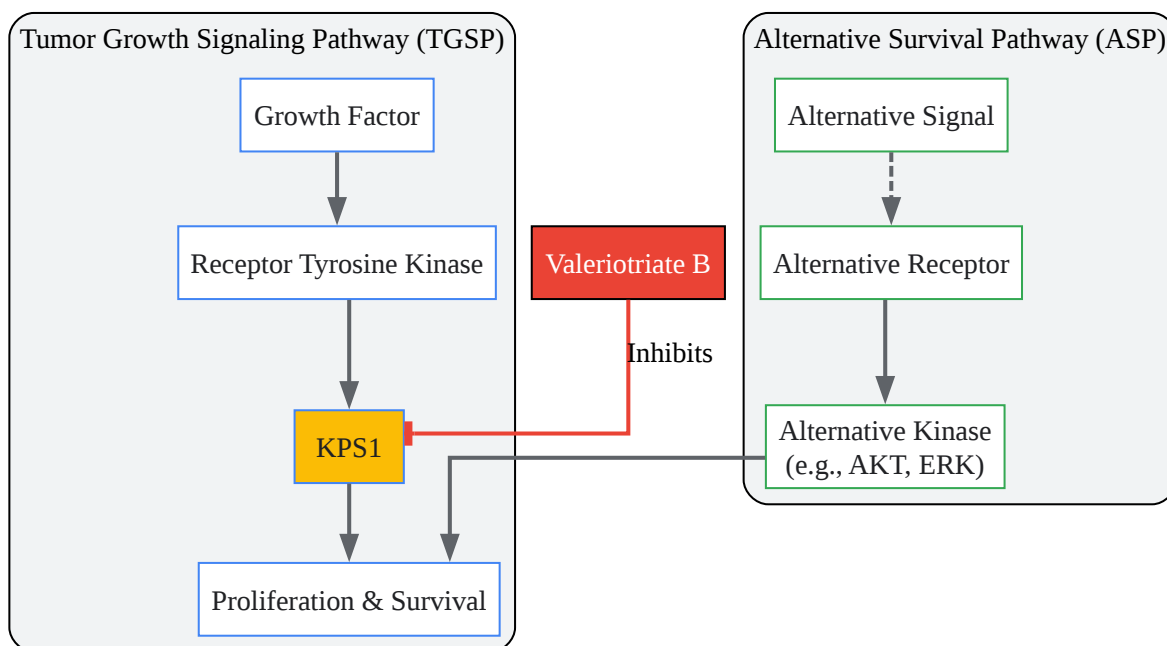 Tumor Growth Signaling Pathway (TGSP)
Growth Factor
Receptor Tyrosine Kinase
KPS1
Proliferation & Survival
Valeriotriate B
Inhibits
Alternative Survival Pathway (ASP)
Alternative Signal
Alternative Receptor
Alternative Kinase
(e.g., AKT, ERK)